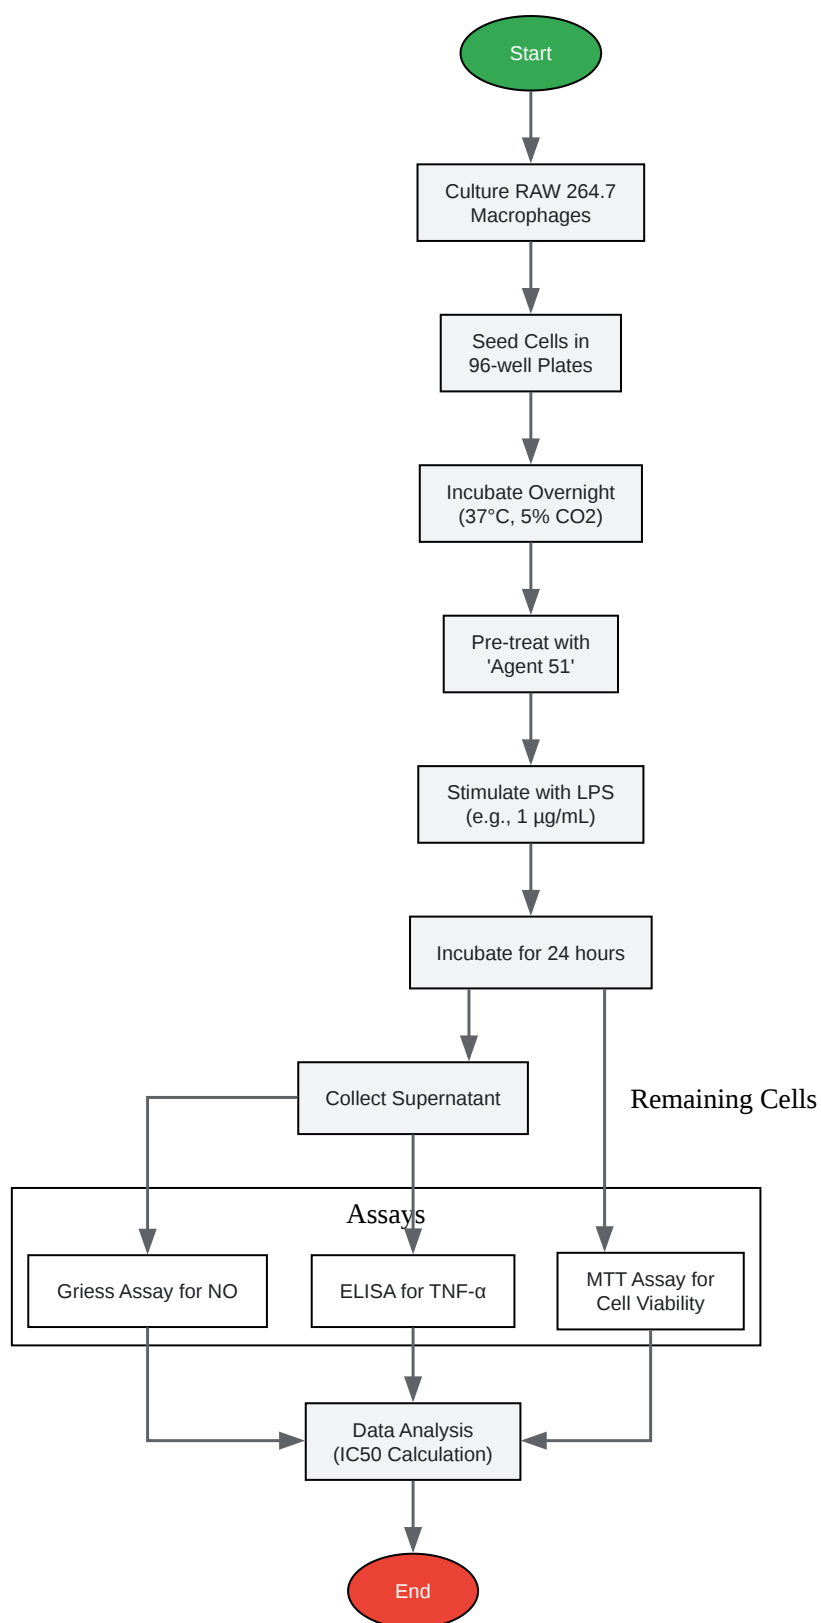 Start
Culture RAW 264.7
Macrophages
Seed Cells in
96-well Plates
Incubate Overnight
(37°C, 5% CO2)
Pre-treat with
'Agent 51'
Stimulate with LPS
(e.g., 1 µg/mL)
Incubate for 24 hours
Collect Supernatant
Remaining Cells
Assays
Griess Assay for NO
ELISA for TNF-α
MTT Assay for
Cell Viability
Data Analysis
(IC50 Calculation)
End